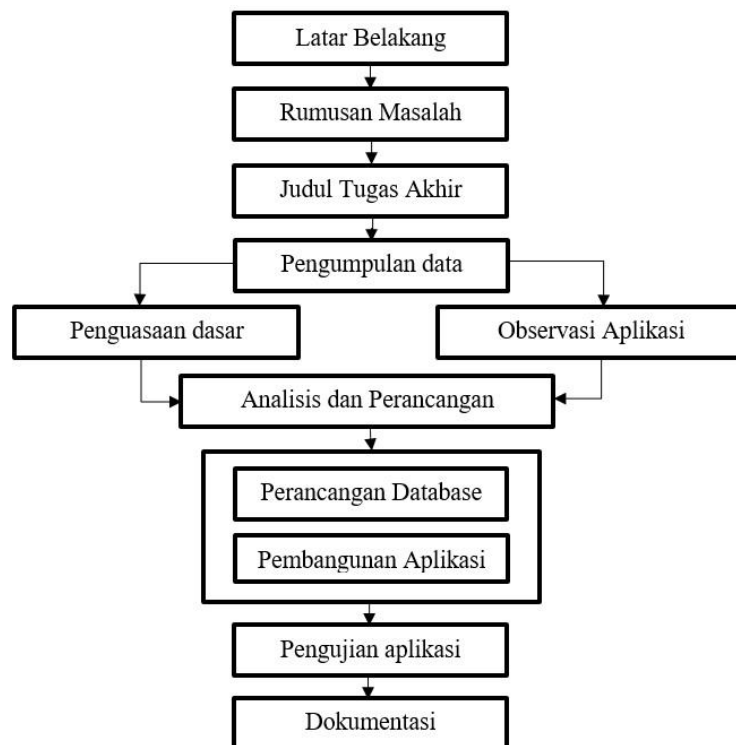 Latar Belakang
Rumusan Masalah
Judul Tugas Akhir
Pengumpulan data
Penguasaan dasar
Observasi Aplikasi
Analisis dan Perancangan
Perancangan Database
Pembangunan Aplikasi
Pengujian aplikasi
Dokumentasi